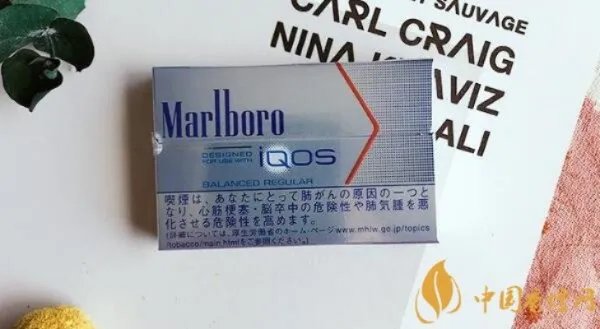 SAUVAGE
CARL CRAIG
NINA
AVIZ
ALI
Marlboro
DESIGNED
FOR USE WITH
iQOS
BALANCED REGULAR
喫煙は、あなたにとって肺がんの原因の一つと
なり、心筋梗塞・脳卒中の危険性や肺気腫を悪
化させる危険性を高めます。
(詳細については、厚生労働省のホーム・ページwww.mhlw.go.jp/topics
/tobacco/main.htmlをご参照ください。)
中国香烟网